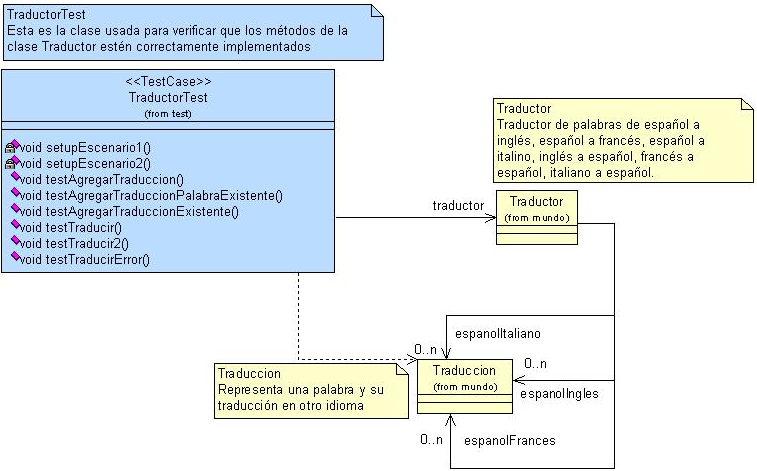 TraductorTest
Esta es la clase usada para verificar que los métodos de la
clase Traductor estén correctamente implementados
<<TestCase>>
TraductorTest
(from test)
void setupEscenario1()
void setupEscenario2()
void testAgregarTraduccion()
void testAgregarTraduccionPalabraExistente()
void testAgregarTraduccionExistente()
void testTraducir()
void testTraducir2()
void testTraducirError()
Traductor
Traductor de palabras de español a
inglés, español a francés, español a
italino, inglés a español, francés a
español, italiano a español.
traductor
Traductor
(from mundo)
espanolItaliano
0..n
0..n
Traduccion
Representa una palabra y su
traducción en otro idioma
Traduccion
(from mundo)
espanolIngles
0..n
espanolFrances